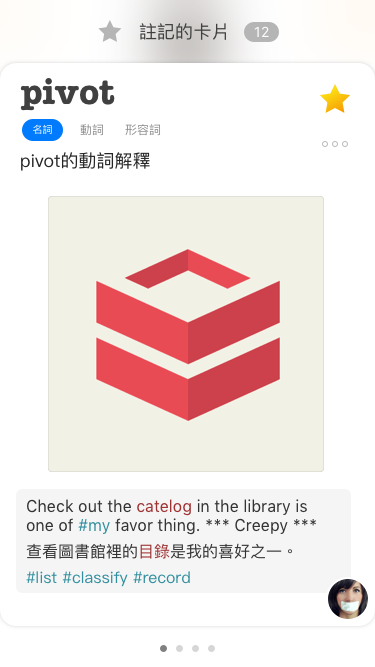 註記的卡片 12
pivot
名詞 動詞 形容詞
pivot的動詞解釋
Check out the catelog in the library is
one of #my favor thing. *** Creepy ***
查看圖書館裡的目錄是我的喜好之一。
#list #classify #record